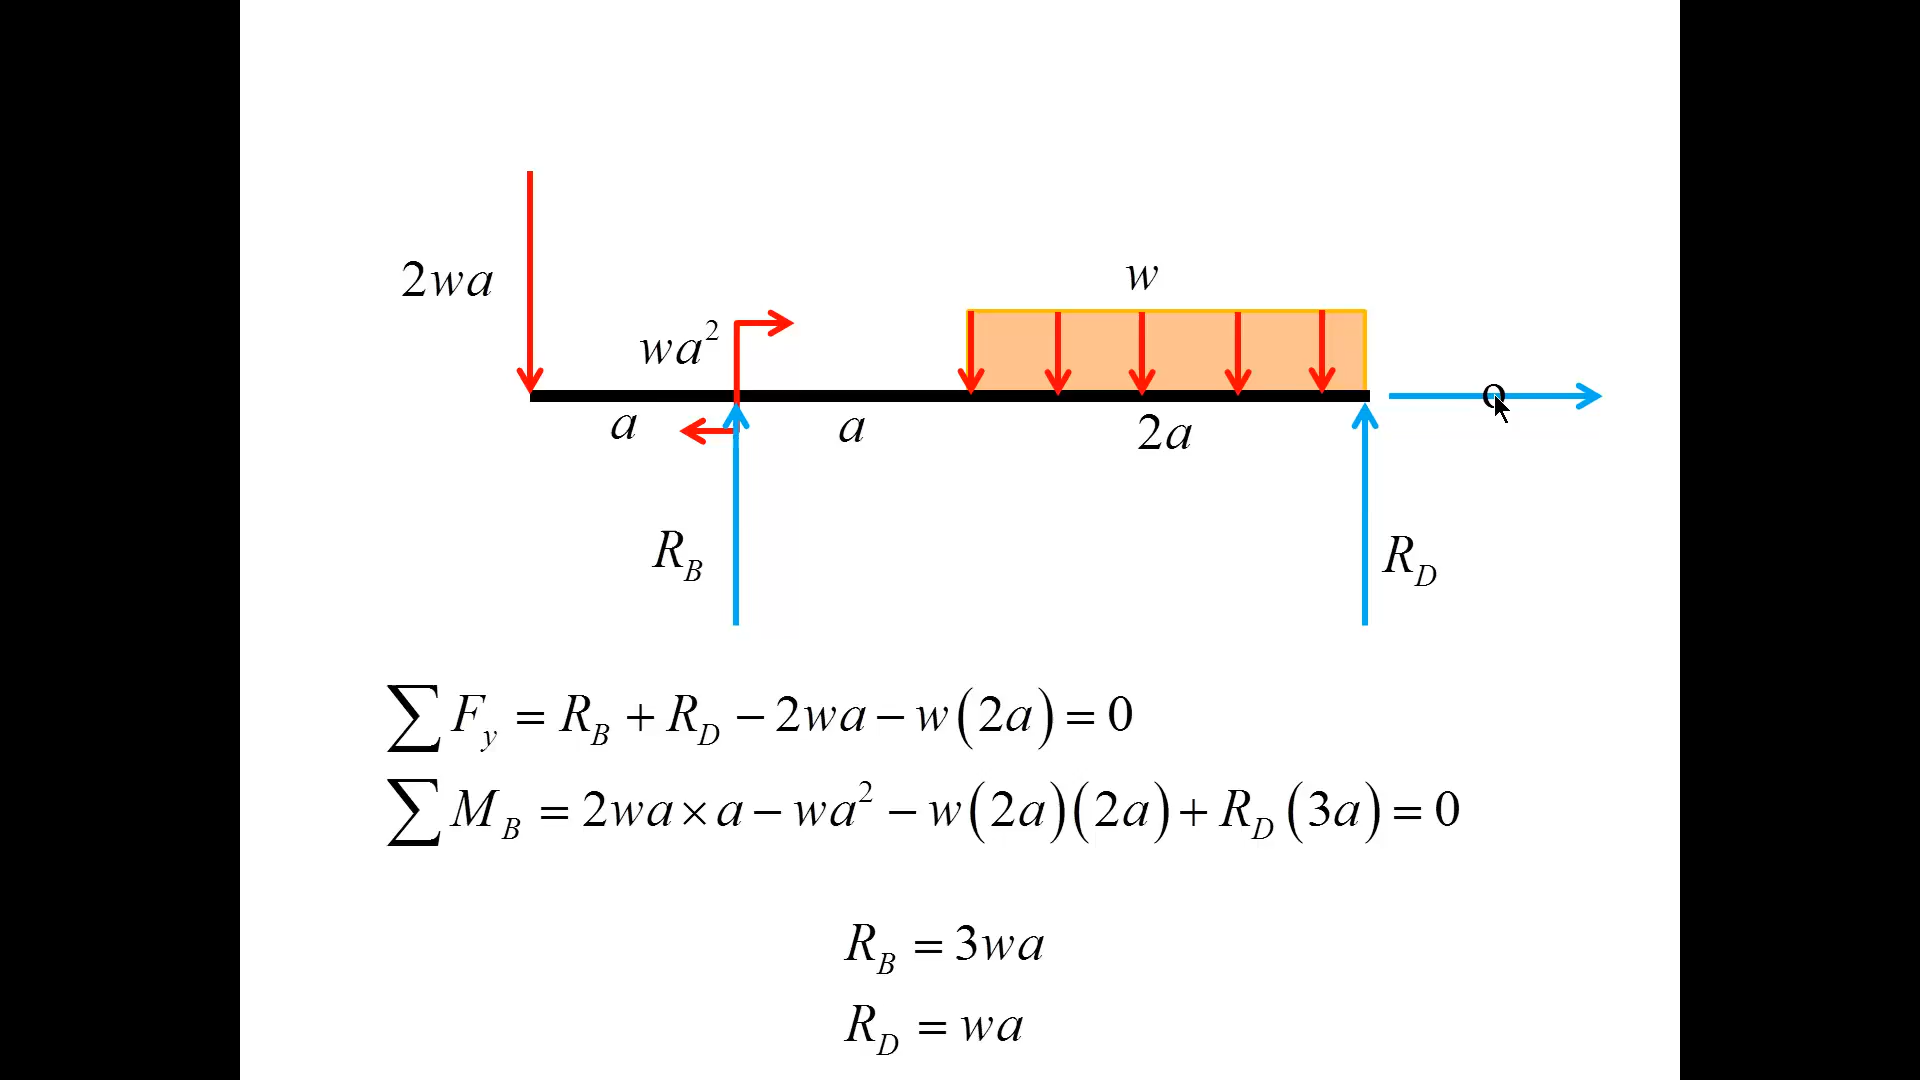 2wa
w
wa²
o
a
a
2a
R_B
R_D
∑ F_y = R_B + R_D − 2wa − w(2a) = 0
∑ M_B = 2wa × a − wa² − w(2a)(2a) + R_D(3a) = 0
R_B = 3wa
R_D = wa